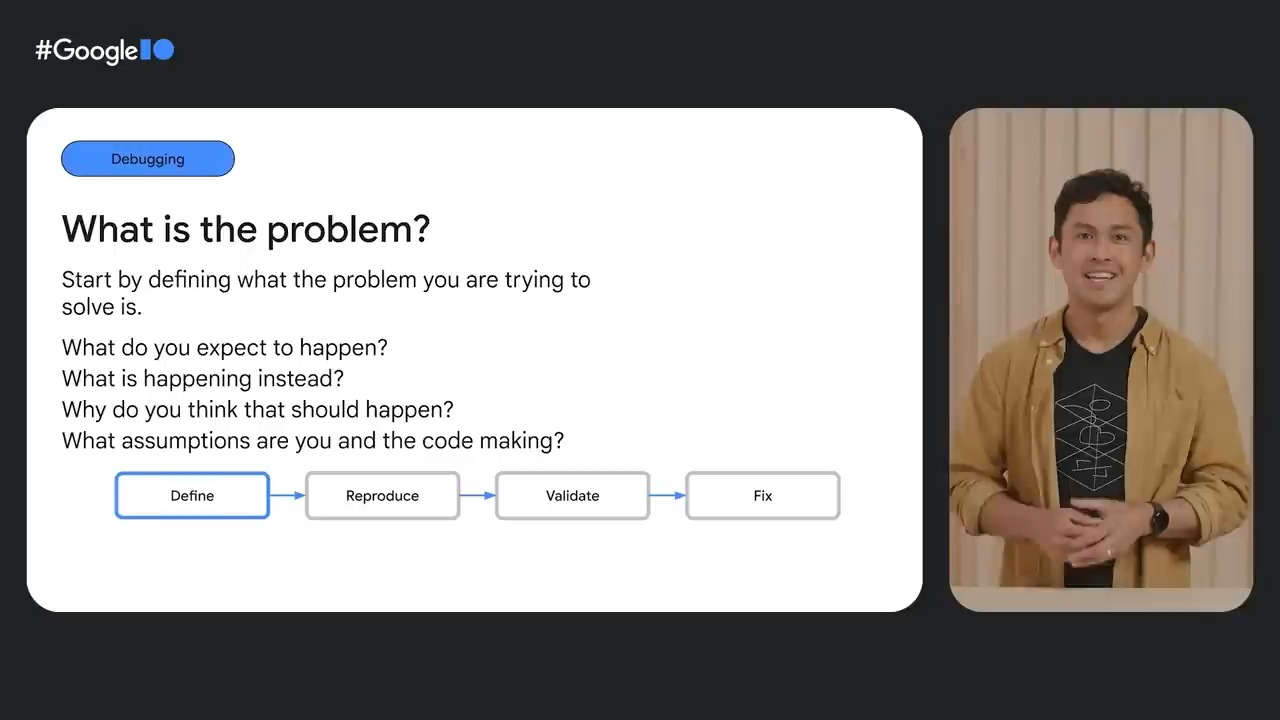 #Google IO
Debugging
What is the problem?
Start by defining what the problem you are trying to
solve is.
What do you expect to happen?
What is happening instead?
Why do you think that should happen?
What assumptions are you and the code making?
Define
Reproduce
Validate
Fix